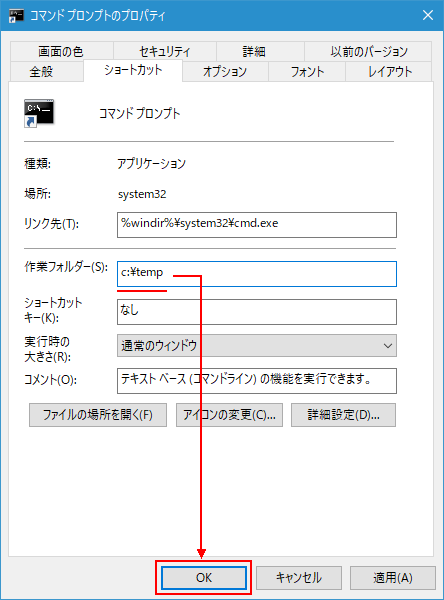 コマンド プロンプトのプロパティ
画面の色 セキュリティ 詳細 以前のバージョン
全般 ショートカット オプション フォント レイアウト
C:\_
コマンド プロンプト
種類: アプリケーション
場所: system32
リンク先(T): %windir%¥system32¥cmd.exe
作業フォルダー(S): c:¥temp
ショートカット
キー(K): なし
実行時の
大きさ(R): 通常のウィンドウ
コメント(O): テキスト ベース (コマンドライン) の機能を実行できます。
ファイルの場所を開く(F) アイコンの変更(C)... 詳細設定(D)...
OK キャンセル 適用(A)